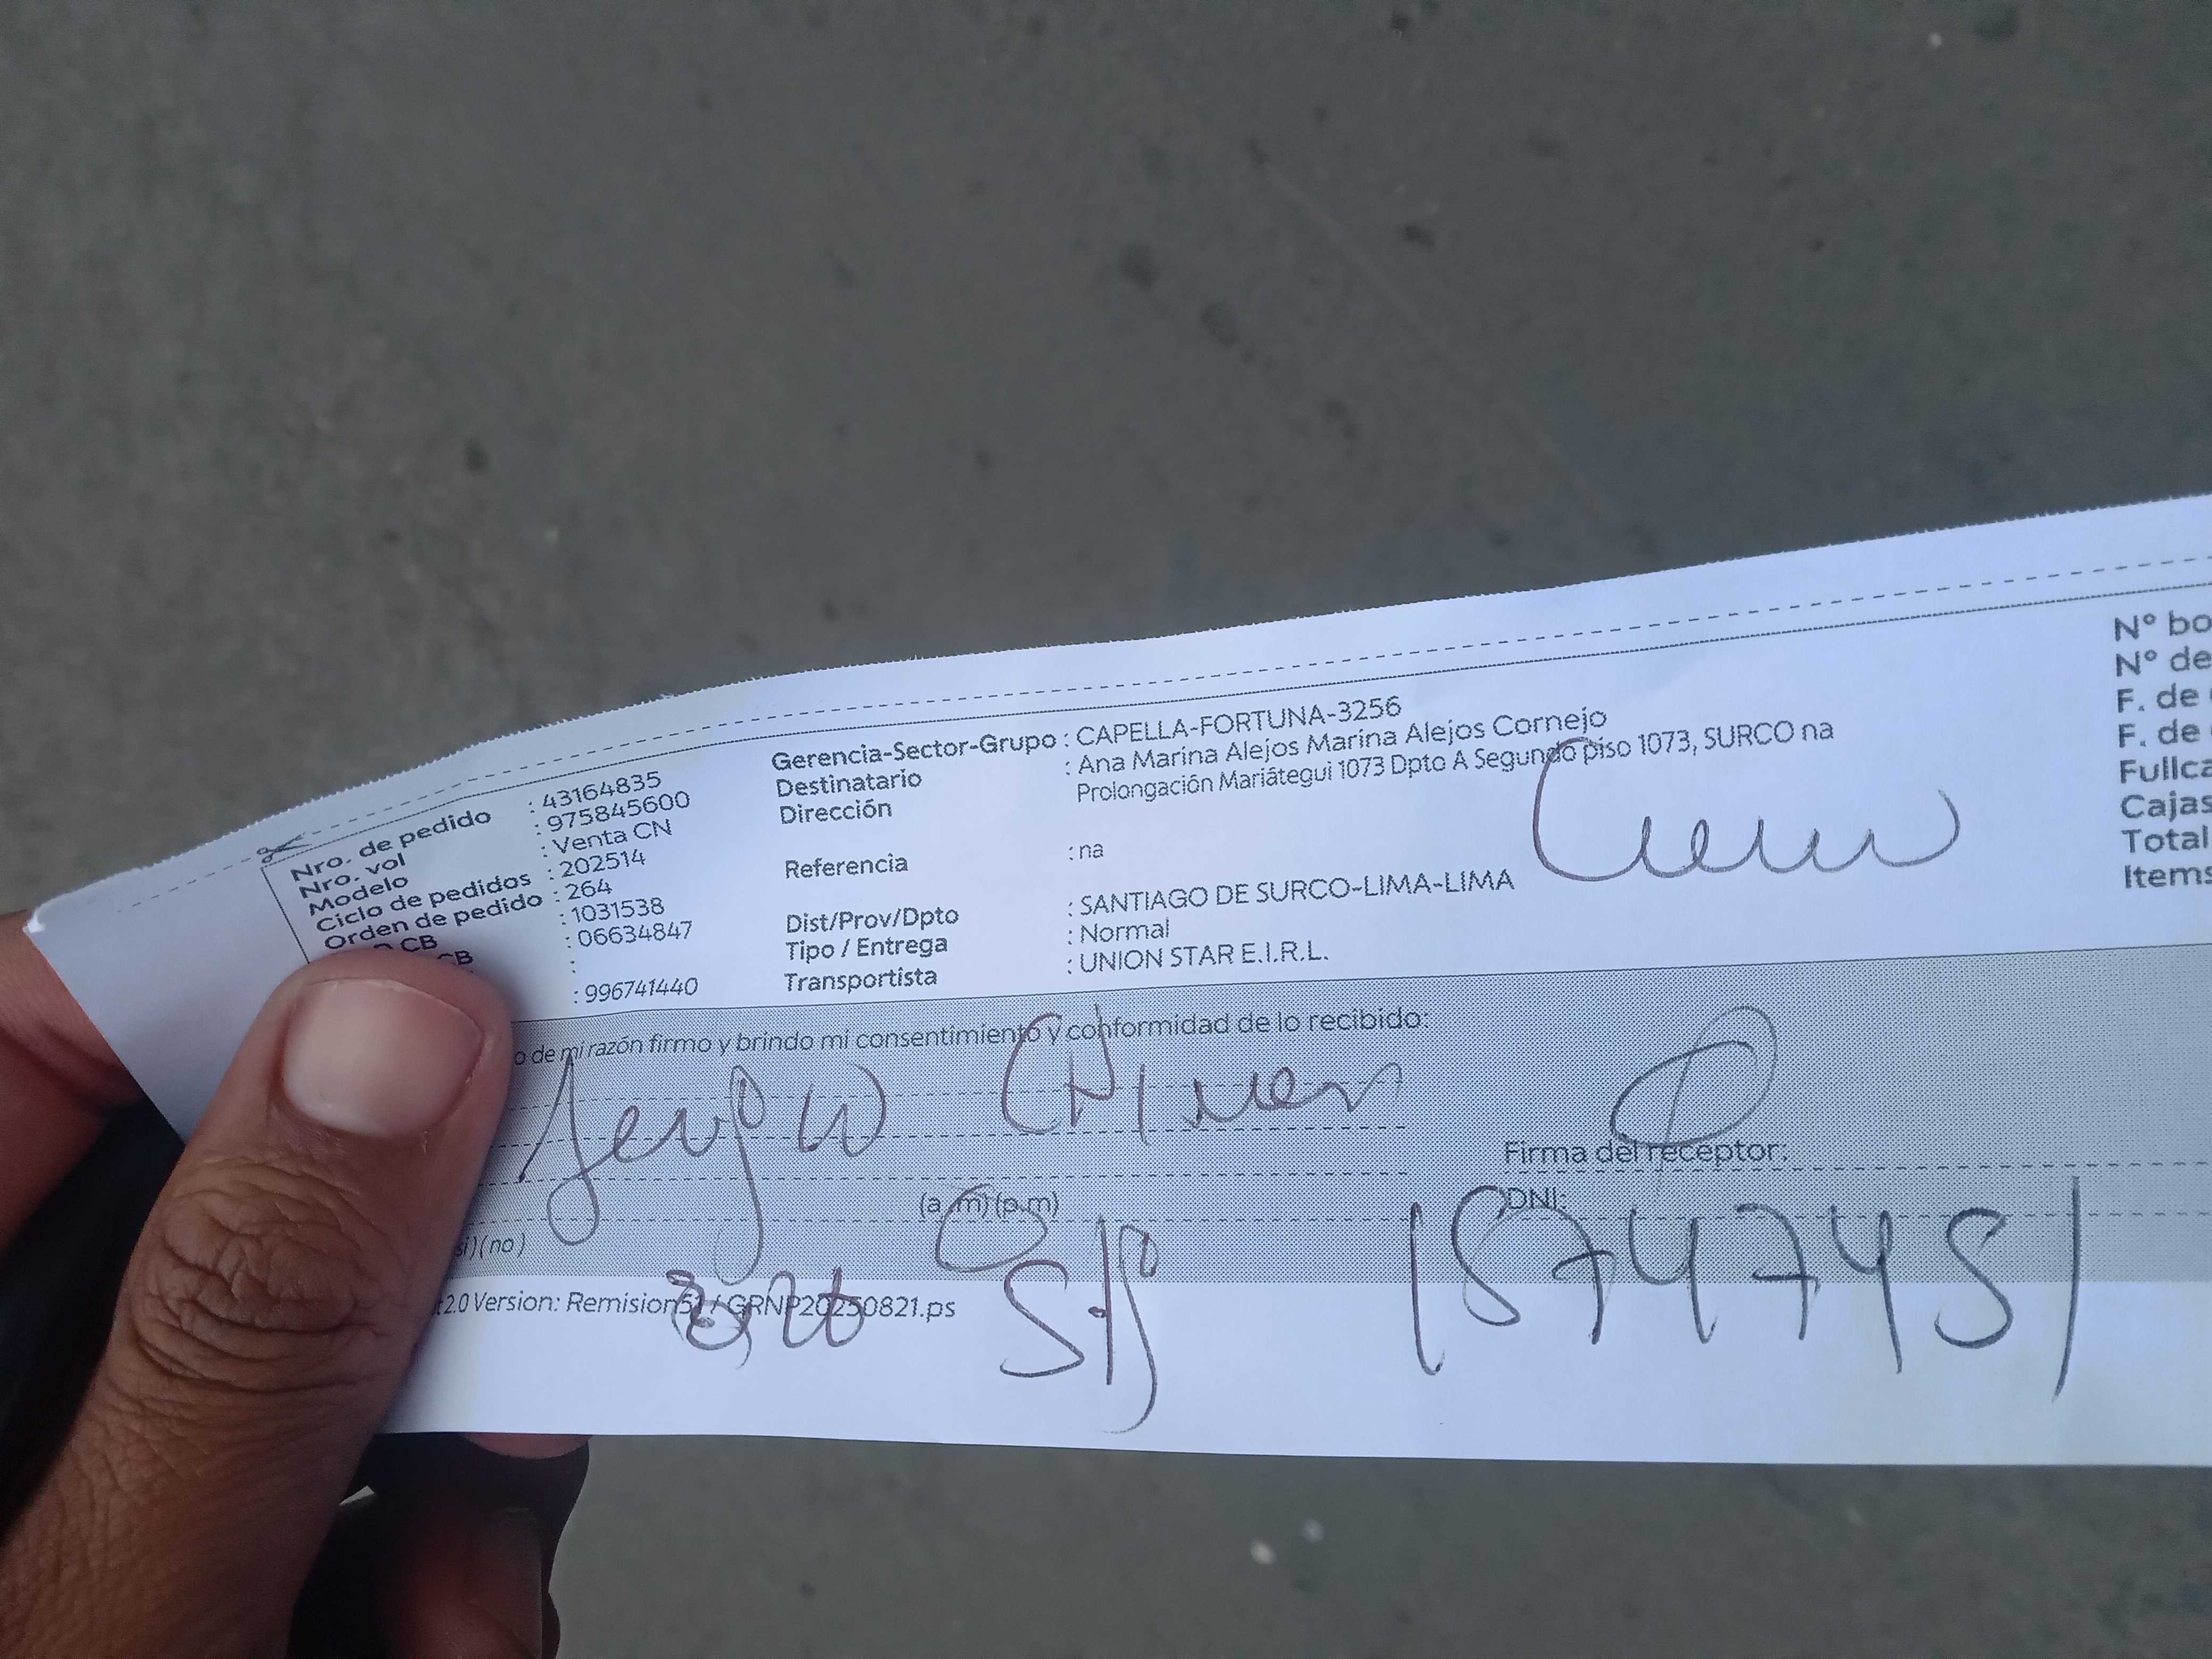 Nro. de pedido : 43164835
Nro. vol : 975845600
Modelo : Venta CN
Ciclo de pedidos : 202514
Orden de pedido : 264
CB : 1031538
CB : 06634847
:
: 996741440
Gerencia-Sector-Grupo : CAPELLA-FORTUNA-3256
Destinatario : Ana Marina Alejos Marina Alejos Cornejo
Dirección Prolongación Mariátegui 1073 Dpto A Segundo piso 1073, SURCO na
Referencia : na
Dist/Prov/Dpto : SANTIAGO DE SURCO-LIMA-LIMA
Tipo / Entrega : Normal
Transportista : UNION STAR E.I.R.L.
N° bo
N° de
F. de
F. de
Fullca
Cajas
Total
Items
o de mi razón firmo y brindo mi consentimiento y conformidad de lo recibido:
Firma del receptor:
(a.m) (p.m)
DNI:
si) (no)
2.0 Version: Remision51 / GRNP20250821.ps